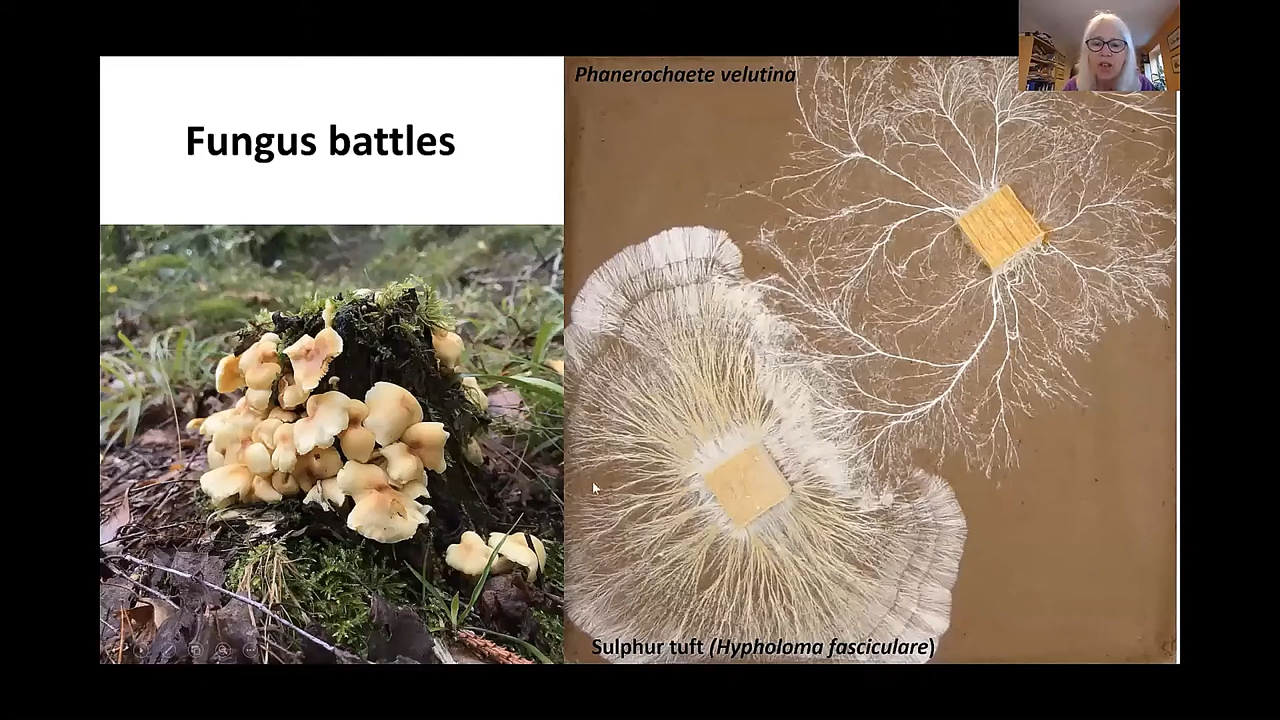 Fungus battles
Phanerochaete velutina
Sulphur tuft (Hypholoma fasciculare)